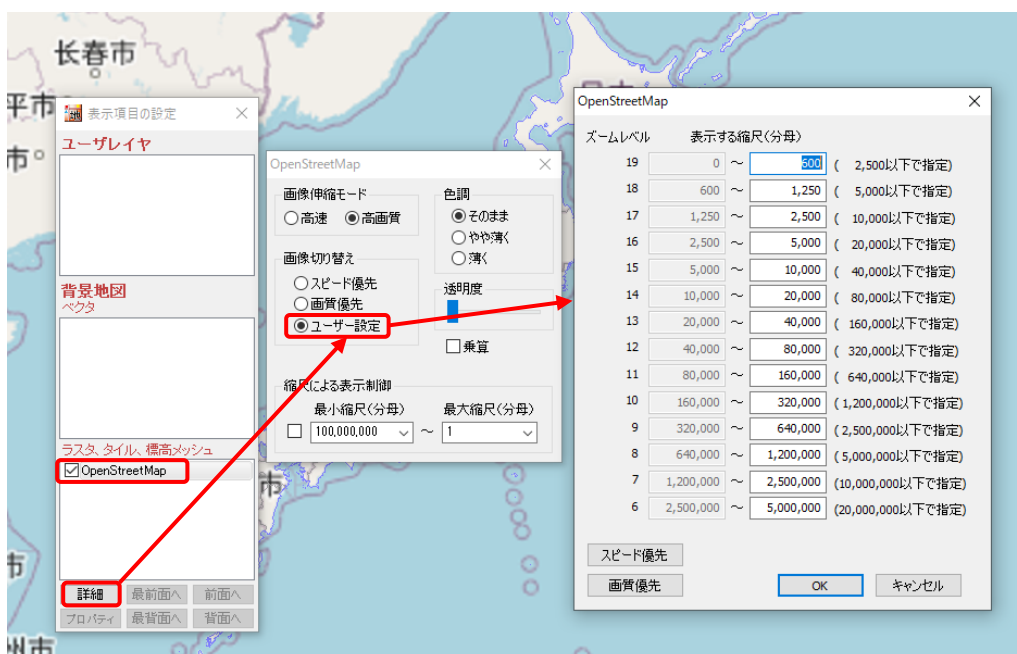 长春市
平市
市
日本
表示項目の設定
ユーザレイヤ
背景地図
ベクタ
ラスタ、タイル、標高メッシュ
OpenStreetMap
詳細 最前面へ 前面へ
プロパティ 最背面へ 背面へ
OpenStreetMap
画像伸縮モード
高速 高画質
画像切り替え
スピード優先
画質優先
ユーザー設定
色調
そのまま
やや薄く
薄く
透明度
乗算
縮尺による表示制御
最小縮尺(分母) 最大縮尺(分母)
100,000,000 ～ 1
OpenStreetMap
ズームレベル 表示する縮尺(分母)
19 0 ～ 600 ( 2,500以下で指定)
18 600 ～ 1,250 ( 5,000以下で指定)
17 1,250 ～ 2,500 ( 10,000以下で指定)
16 2,500 ～ 5,000 ( 20,000以下で指定)
15 5,000 ～ 10,000 ( 40,000以下で指定)
14 10,000 ～ 20,000 ( 80,000以下で指定)
13 20,000 ～ 40,000 ( 160,000以下で指定)
12 40,000 ～ 80,000 ( 320,000以下で指定)
11 80,000 ～ 160,000 ( 640,000以下で指定)
10 160,000 ～ 320,000 (1,200,000以下で指定)
9 320,000 ～ 640,000 (2,500,000以下で指定)
8 640,000 ～ 1,200,000 (5,000,000以下で指定)
7 1,200,000 ～ 2,500,000 (10,000,000以下で指定)
6 2,500,000 ～ 5,000,000 (20,000,000以下で指定)
スピード優先
画質優先 OK キャンセル
市
市
州市